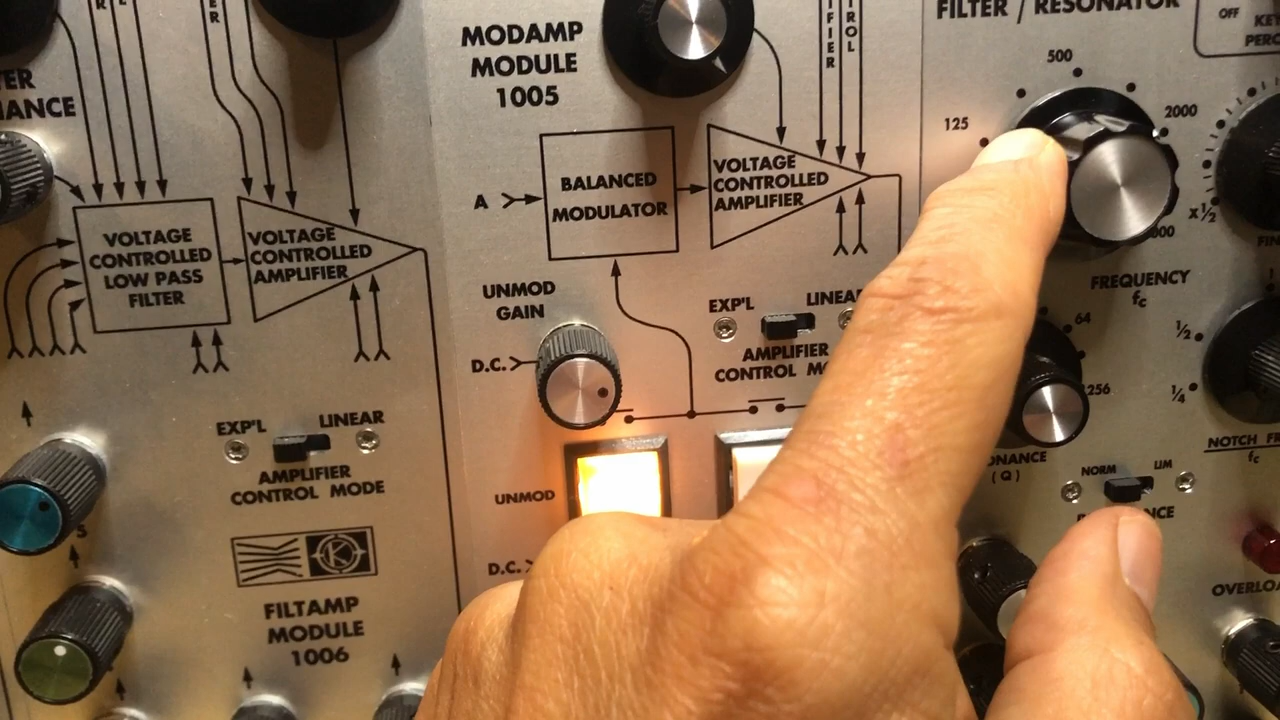 MODAMP
MODULE
1005
FILTER / RESONATOR
OFF
500
2000
125
x½
FREQUENCY
fc
64
256
½
¼
NOTCH
fc
(Q)
NORM
LIM
A
BALANCED
MODULATOR
VOLTAGE
CONTROLLED
AMPLIFIER
VOLTAGE
CONTROLLED
LOW PASS
FILTER
VOLTAGE
CONTROLLED
AMPLIFIER
UNMOD
GAIN
D.C.
EXP'L
LINEAR
AMPLIFIER
CONTROL
UNMOD
D.C.
EXP'L
LINEAR
AMPLIFIER
CONTROL MODE
K
FILTAMP
MODULE
1006
S